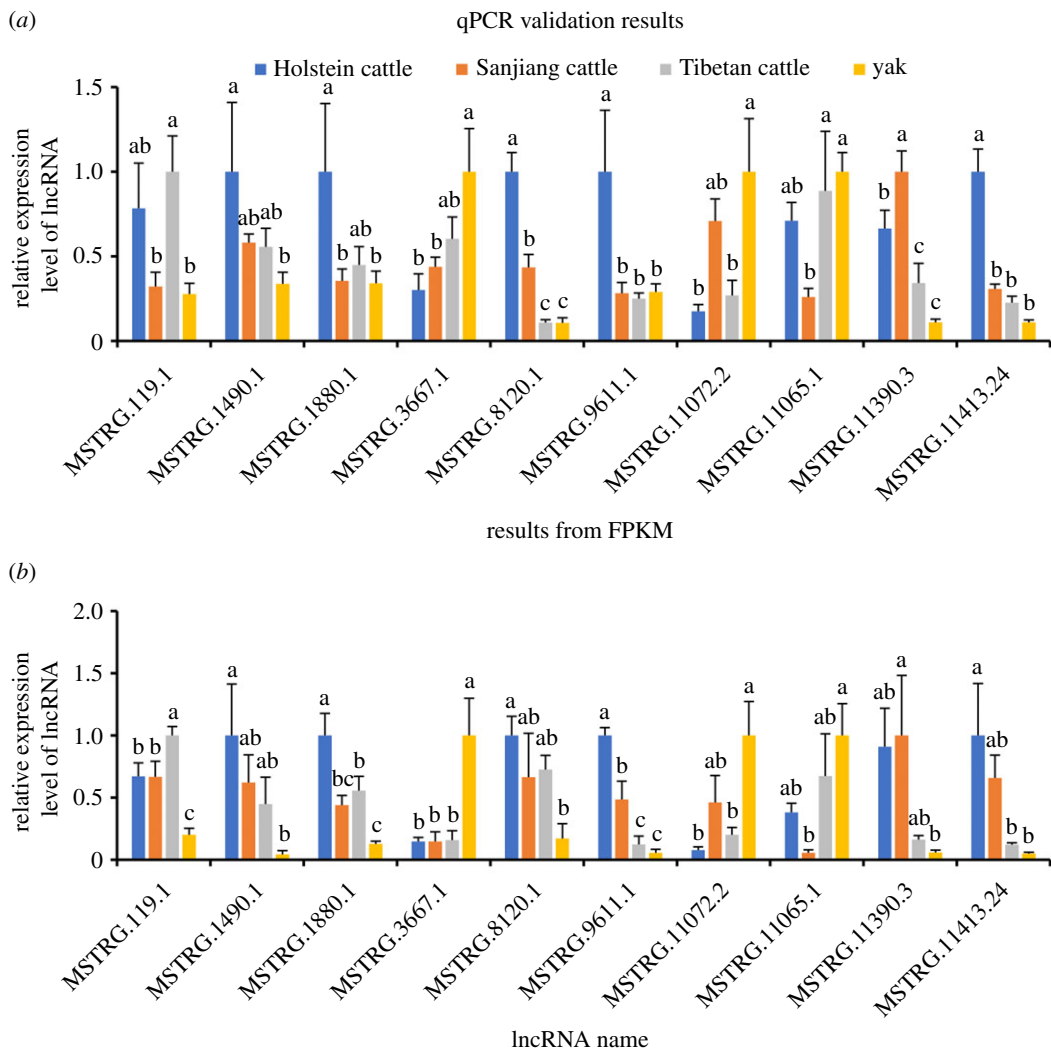 (a)
qPCR validation results
Holstein cattle Sanjiang cattle Tibetan cattle yak
relative expression
level of lncRNA
1.5
1.0
0.5
0
ab b a b
a ab ab b
a b ab b
b b ab a
a b c c
a b b b
b ab b a
ab b a a
b a c c
a b b b
MSTRG.119.1
MSTRG.1490.1
MSTRG.1880.1
MSTRG.3667.1
MSTRG.8120.1
MSTRG.9611.1
MSTRG.11072.2
MSTRG.11065.1
MSTRG.11390.3
MSTRG.11413.24
results from FPKM
(b)
relative expression
level of lncRNA
2.0
1.5
1.0
0.5
0
b b a c
a ab ab b
a bc b c
b b b a
a ab ab b
a b c c
b ab b a
ab b ab a
ab a ab b
a ab b b
MSTRG.119.1
MSTRG.1490.1
MSTRG.1880.1
MSTRG.3667.1
MSTRG.8120.1
MSTRG.9611.1
MSTRG.11072.2
MSTRG.11065.1
MSTRG.11390.3
MSTRG.11413.24
lncRNA name